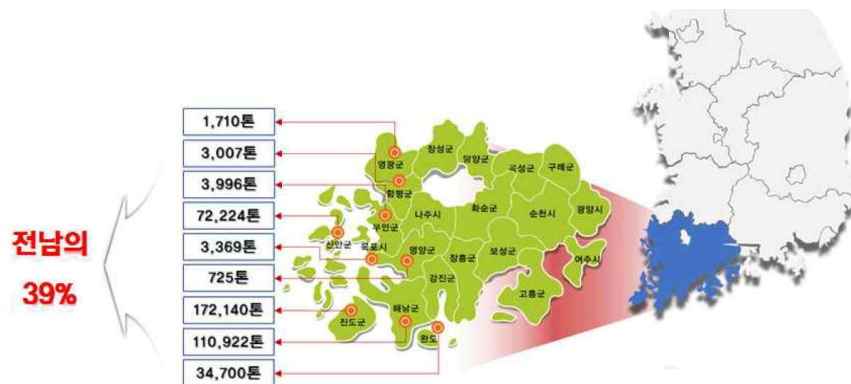 전남의
39%
1,710톤
3,007톤
3,996톤
72,224톤
3,369톤
725톤
172,140톤
110,922톤
34,700톤
장성군
담양군
영광군
곡성군
구례군
함평군
나주시
화순군
순천시
광양시
무안군
신안군
목포시
영양군
장흥군
보성군
여주시
강진군
고흥군
해남군
진도군
완도